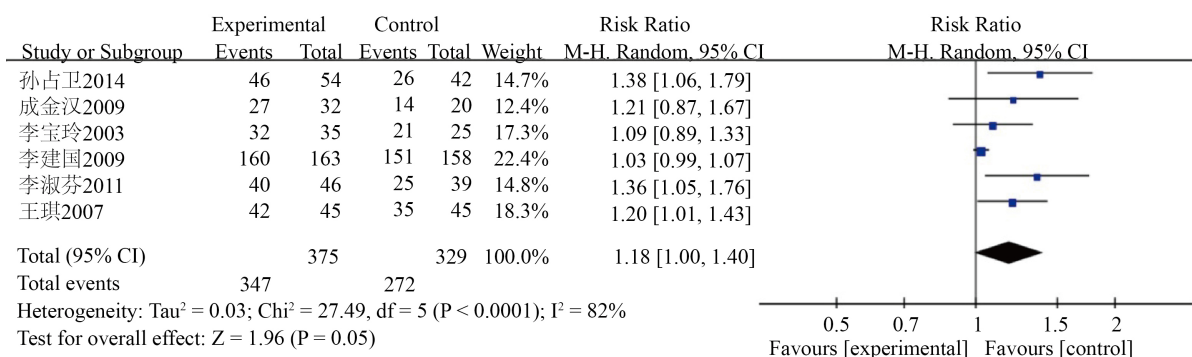 Experimental Control Risk Ratio Risk Ratio
Study or Subgroup Events Total Events Total Weight M-H. Random, 95% CI M-H. Random, 95% CI
孙占卫2014 46 54 26 42 14.7% 1.38 [1.06, 1.79]
成金汉2009 27 32 14 20 12.4% 1.21 [0.87, 1.67]
李宝玲2003 32 35 21 25 17.3% 1.09 [0.89, 1.33]
李建国2009 160 163 151 158 22.4% 1.03 [0.99, 1.07]
李淑芬2011 40 46 25 39 14.8% 1.36 [1.05, 1.76]
王琪2007 42 45 35 45 18.3% 1.20 [1.01, 1.43]
Total (95% CI) 375 329 100.0% 1.18 [1.00, 1.40]
Total events 347 272
Heterogeneity: Tau² = 0.03; Chi² = 27.49, df = 5 (P < 0.0001); I² = 82%
Test for overall effect: Z = 1.96 (P = 0.05)
0.5 0.7 1 1.5 2
Favours [experimental] Favours [control]